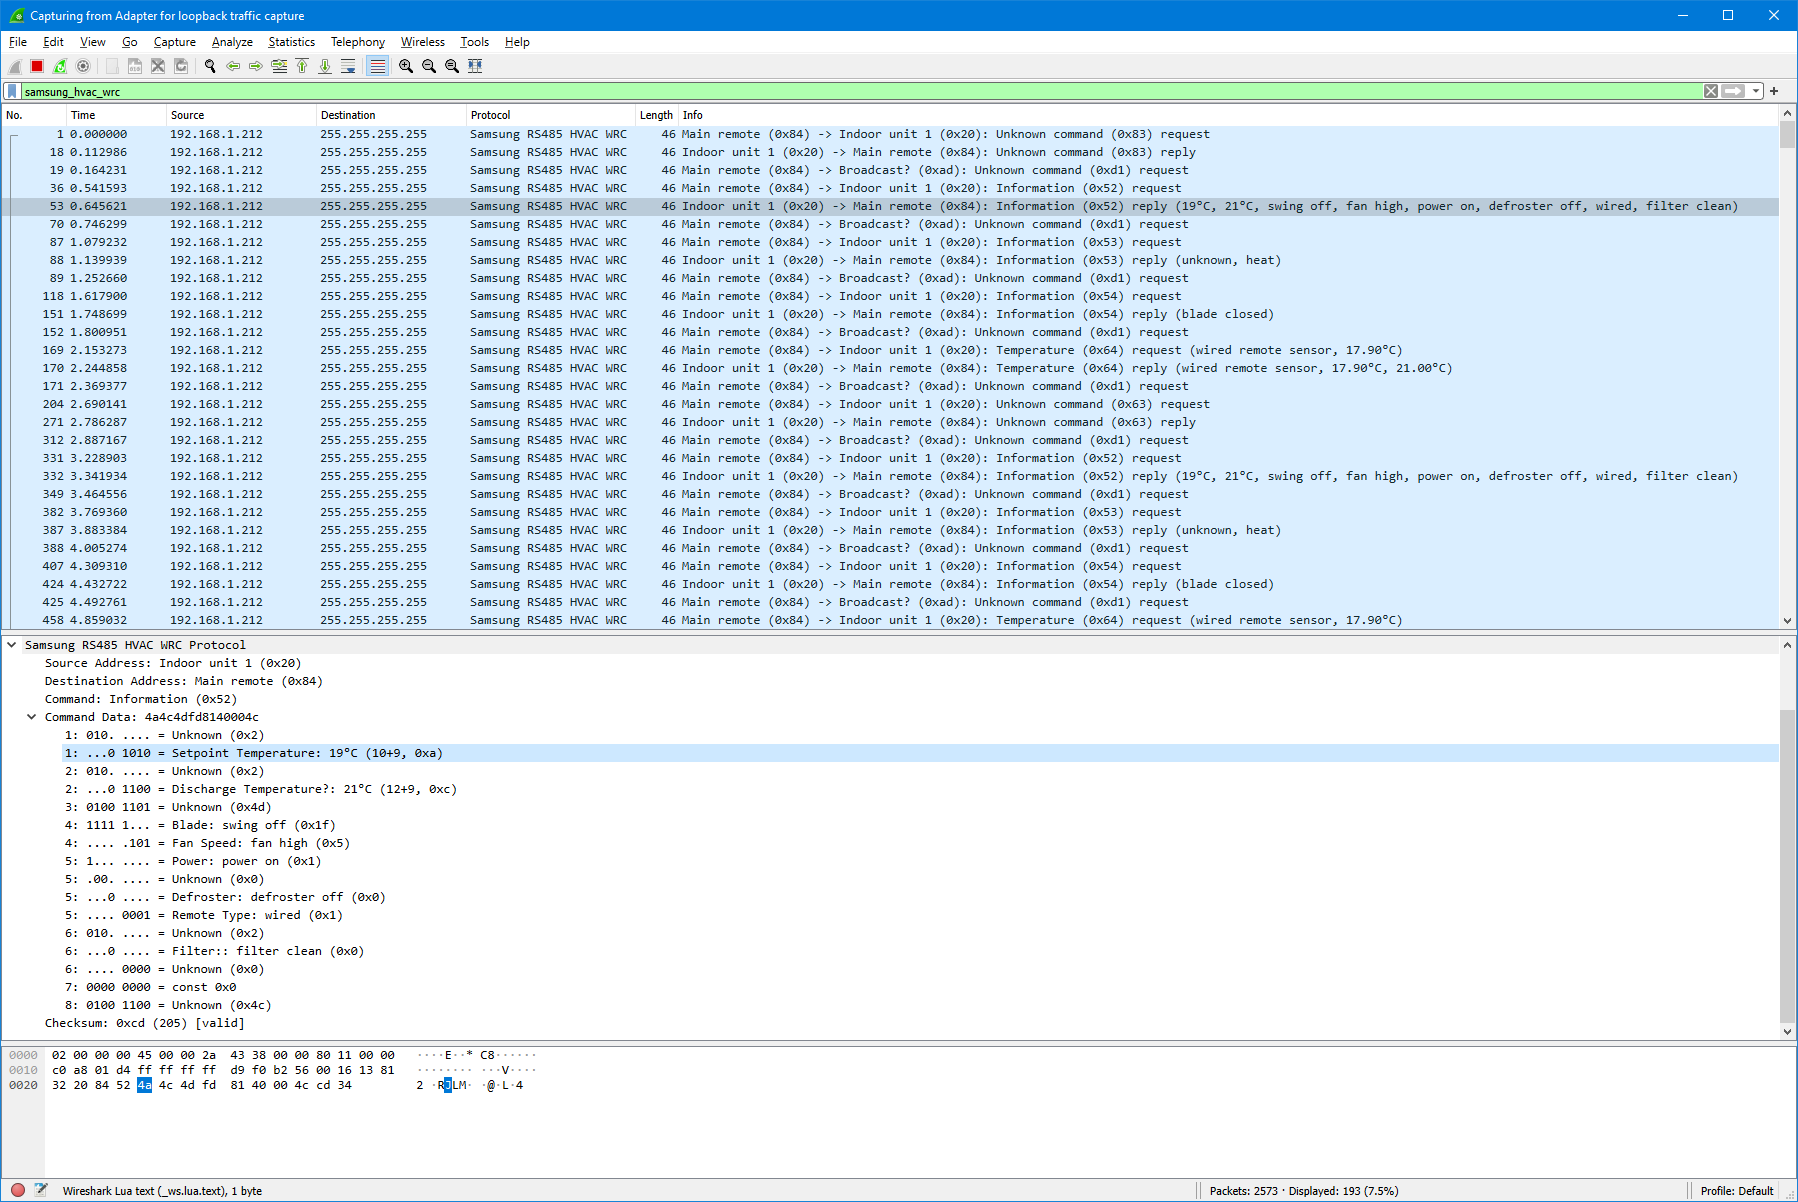 Capturing from Adapter for loopback traffic capture
File Edit View Go Capture Analyze Statistics Telephony Wireless Tools Help
samsung_hvac_wrc
No. Time Source Destination Protocol Length Info
1 0.000000 192.168.1.212 255.255.255.255 Samsung RS485 HVAC WRC 46 Main remote (0x84) -> Indoor unit 1 (0x20): Unknown command (0x83) request
18 0.112986 192.168.1.212 255.255.255.255 Samsung RS485 HVAC WRC 46 Indoor unit 1 (0x20) -> Main remote (0x84): Unknown command (0x83) reply
19 0.164231 192.168.1.212 255.255.255.255 Samsung RS485 HVAC WRC 46 Main remote (0x84) -> Broadcast? (0xad): Unknown command (0xd1) request
36 0.541593 192.168.1.212 255.255.255.255 Samsung RS485 HVAC WRC 46 Main remote (0x84) -> Indoor unit 1 (0x20): Information (0x52) request
53 0.645621 192.168.1.212 255.255.255.255 Samsung RS485 HVAC WRC 46 Indoor unit 1 (0x20) -> Main remote (0x84): Information (0x52) reply (19°C, 21°C, swing off, fan high, power on, defroster off, wired, filter clean)
70 0.746299 192.168.1.212 255.255.255.255 Samsung RS485 HVAC WRC 46 Main remote (0x84) -> Broadcast? (0xad): Unknown command (0xd1) request
87 1.079232 192.168.1.212 255.255.255.255 Samsung RS485 HVAC WRC 46 Main remote (0x84) -> Indoor unit 1 (0x20): Information (0x53) request
88 1.139939 192.168.1.212 255.255.255.255 Samsung RS485 HVAC WRC 46 Indoor unit 1 (0x20) -> Main remote (0x84): Information (0x53) reply (unknown, heat)
89 1.252660 192.168.1.212 255.255.255.255 Samsung RS485 HVAC WRC 46 Main remote (0x84) -> Broadcast? (0xad): Unknown command (0xd1) request
118 1.617900 192.168.1.212 255.255.255.255 Samsung RS485 HVAC WRC 46 Main remote (0x84) -> Indoor unit 1 (0x20): Information (0x54) request
151 1.748699 192.168.1.212 255.255.255.255 Samsung RS485 HVAC WRC 46 Indoor unit 1 (0x20) -> Main remote (0x84): Information (0x54) reply (blade closed)
152 1.800951 192.168.1.212 255.255.255.255 Samsung RS485 HVAC WRC 46 Main remote (0x84) -> Broadcast? (0xad): Unknown command (0xd1) request
169 2.153273 192.168.1.212 255.255.255.255 Samsung RS485 HVAC WRC 46 Main remote (0x84) -> Indoor unit 1 (0x20): Temperature (0x64) request (wired remote sensor, 17.90°C)
170 2.244858 192.168.1.212 255.255.255.255 Samsung RS485 HVAC WRC 46 Indoor unit 1 (0x20) -> Main remote (0x84): Temperature (0x64) reply (wired remote sensor, 17.90°C, 21.00°C)
171 2.369377 192.168.1.212 255.255.255.255 Samsung RS485 HVAC WRC 46 Main remote (0x84) -> Broadcast? (0xad): Unknown command (0xd1) request
204 2.690141 192.168.1.212 255.255.255.255 Samsung RS485 HVAC WRC 46 Main remote (0x84) -> Indoor unit 1 (0x20): Unknown command (0x63) request
271 2.786287 192.168.1.212 255.255.255.255 Samsung RS485 HVAC WRC 46 Indoor unit 1 (0x20) -> Main remote (0x84): Unknown command (0x63) reply
312 2.887167 192.168.1.212 255.255.255.255 Samsung RS485 HVAC WRC 46 Main remote (0x84) -> Broadcast? (0xad): Unknown command (0xd1) request
331 3.228903 192.168.1.212 255.255.255.255 Samsung RS485 HVAC WRC 46 Main remote (0x84) -> Indoor unit 1 (0x20): Information (0x52) request
332 3.341934 192.168.1.212 255.255.255.255 Samsung RS485 HVAC WRC 46 Indoor unit 1 (0x20) -> Main remote (0x84): Information (0x52) reply (19°C, 21°C, swing off, fan high, power on, defroster off, wired, filter clean)
349 3.464556 192.168.1.212 255.255.255.255 Samsung RS485 HVAC WRC 46 Main remote (0x84) -> Broadcast? (0xad): Unknown command (0xd1) request
382 3.769360 192.168.1.212 255.255.255.255 Samsung RS485 HVAC WRC 46 Main remote (0x84) -> Indoor unit 1 (0x20): Information (0x53) request
387 3.883384 192.168.1.212 255.255.255.255 Samsung RS485 HVAC WRC 46 Indoor unit 1 (0x20) -> Main remote (0x84): Information (0x53) reply (unknown, heat)
388 4.005274 192.168.1.212 255.255.255.255 Samsung RS485 HVAC WRC 46 Main remote (0x84) -> Broadcast? (0xad): Unknown command (0xd1) request
407 4.309310 192.168.1.212 255.255.255.255 Samsung RS485 HVAC WRC 46 Main remote (0x84) -> Indoor unit 1 (0x20): Information (0x54) request
424 4.432722 192.168.1.212 255.255.255.255 Samsung RS485 HVAC WRC 46 Indoor unit 1 (0x20) -> Main remote (0x84): Information (0x54) reply (blade closed)
425 4.492761 192.168.1.212 255.255.255.255 Samsung RS485 HVAC WRC 46 Main remote (0x84) -> Broadcast? (0xad): Unknown command (0xd1) request
458 4.859032 192.168.1.212 255.255.255.255 Samsung RS485 HVAC WRC 46 Main remote (0x84) -> Indoor unit 1 (0x20): Temperature (0x64) request (wired remote sensor, 17.90°C)
Samsung RS485 HVAC WRC Protocol
Source Address: Indoor unit 1 (0x20)
Destination Address: Main remote (0x84)
Command: Information (0x52)
Command Data: 4a4c4dfd8140004c
1: 010. .... = Unknown (0x2)
1: ...0 1010 = Setpoint Temperature: 19°C (10+9, 0xa)
2: 010. .... = Unknown (0x2)
2: ...0 1100 = Discharge Temperature?: 21°C (12+9, 0xc)
3: 0100 1101 = Unknown (0x4d)
4: 1111 1... = Blade: swing off (0x1f)
4: .... .101 = Fan Speed: fan high (0x5)
5: 1... .... = Power: power on (0x1)
5: .00. .... = Unknown (0x0)
5: ...0 .... = Defroster: defroster off (0x0)
5: .... 0001 = Remote Type: wired (0x1)
6: 010. .... = Unknown (0x2)
6: ...0 .... = Filter:: filter clean (0x0)
6: .... 0000 = Unknown (0x0)
7: 0000 0000 = const 0x0
8: 0100 1100 = Unknown (0x4c)
Checksum: 0xcd (205) [valid]
0000 02 00 00 00 45 00 00 2a 43 38 00 00 80 11 00 00 ····E··* C8······
0010 c0 a8 01 d4 ff ff ff ff d9 f0 b2 56 00 16 13 81 ········ ···V····
0020 32 20 84 52 4a 4c 4d fd 81 40 00 4c cd 34 2 ·RJLM· ·@·L·4
Wireshark Lua text (_ws.lua.text), 1 byte
Packets: 2573 · Displayed: 193 (7.5%)
Profile: Default